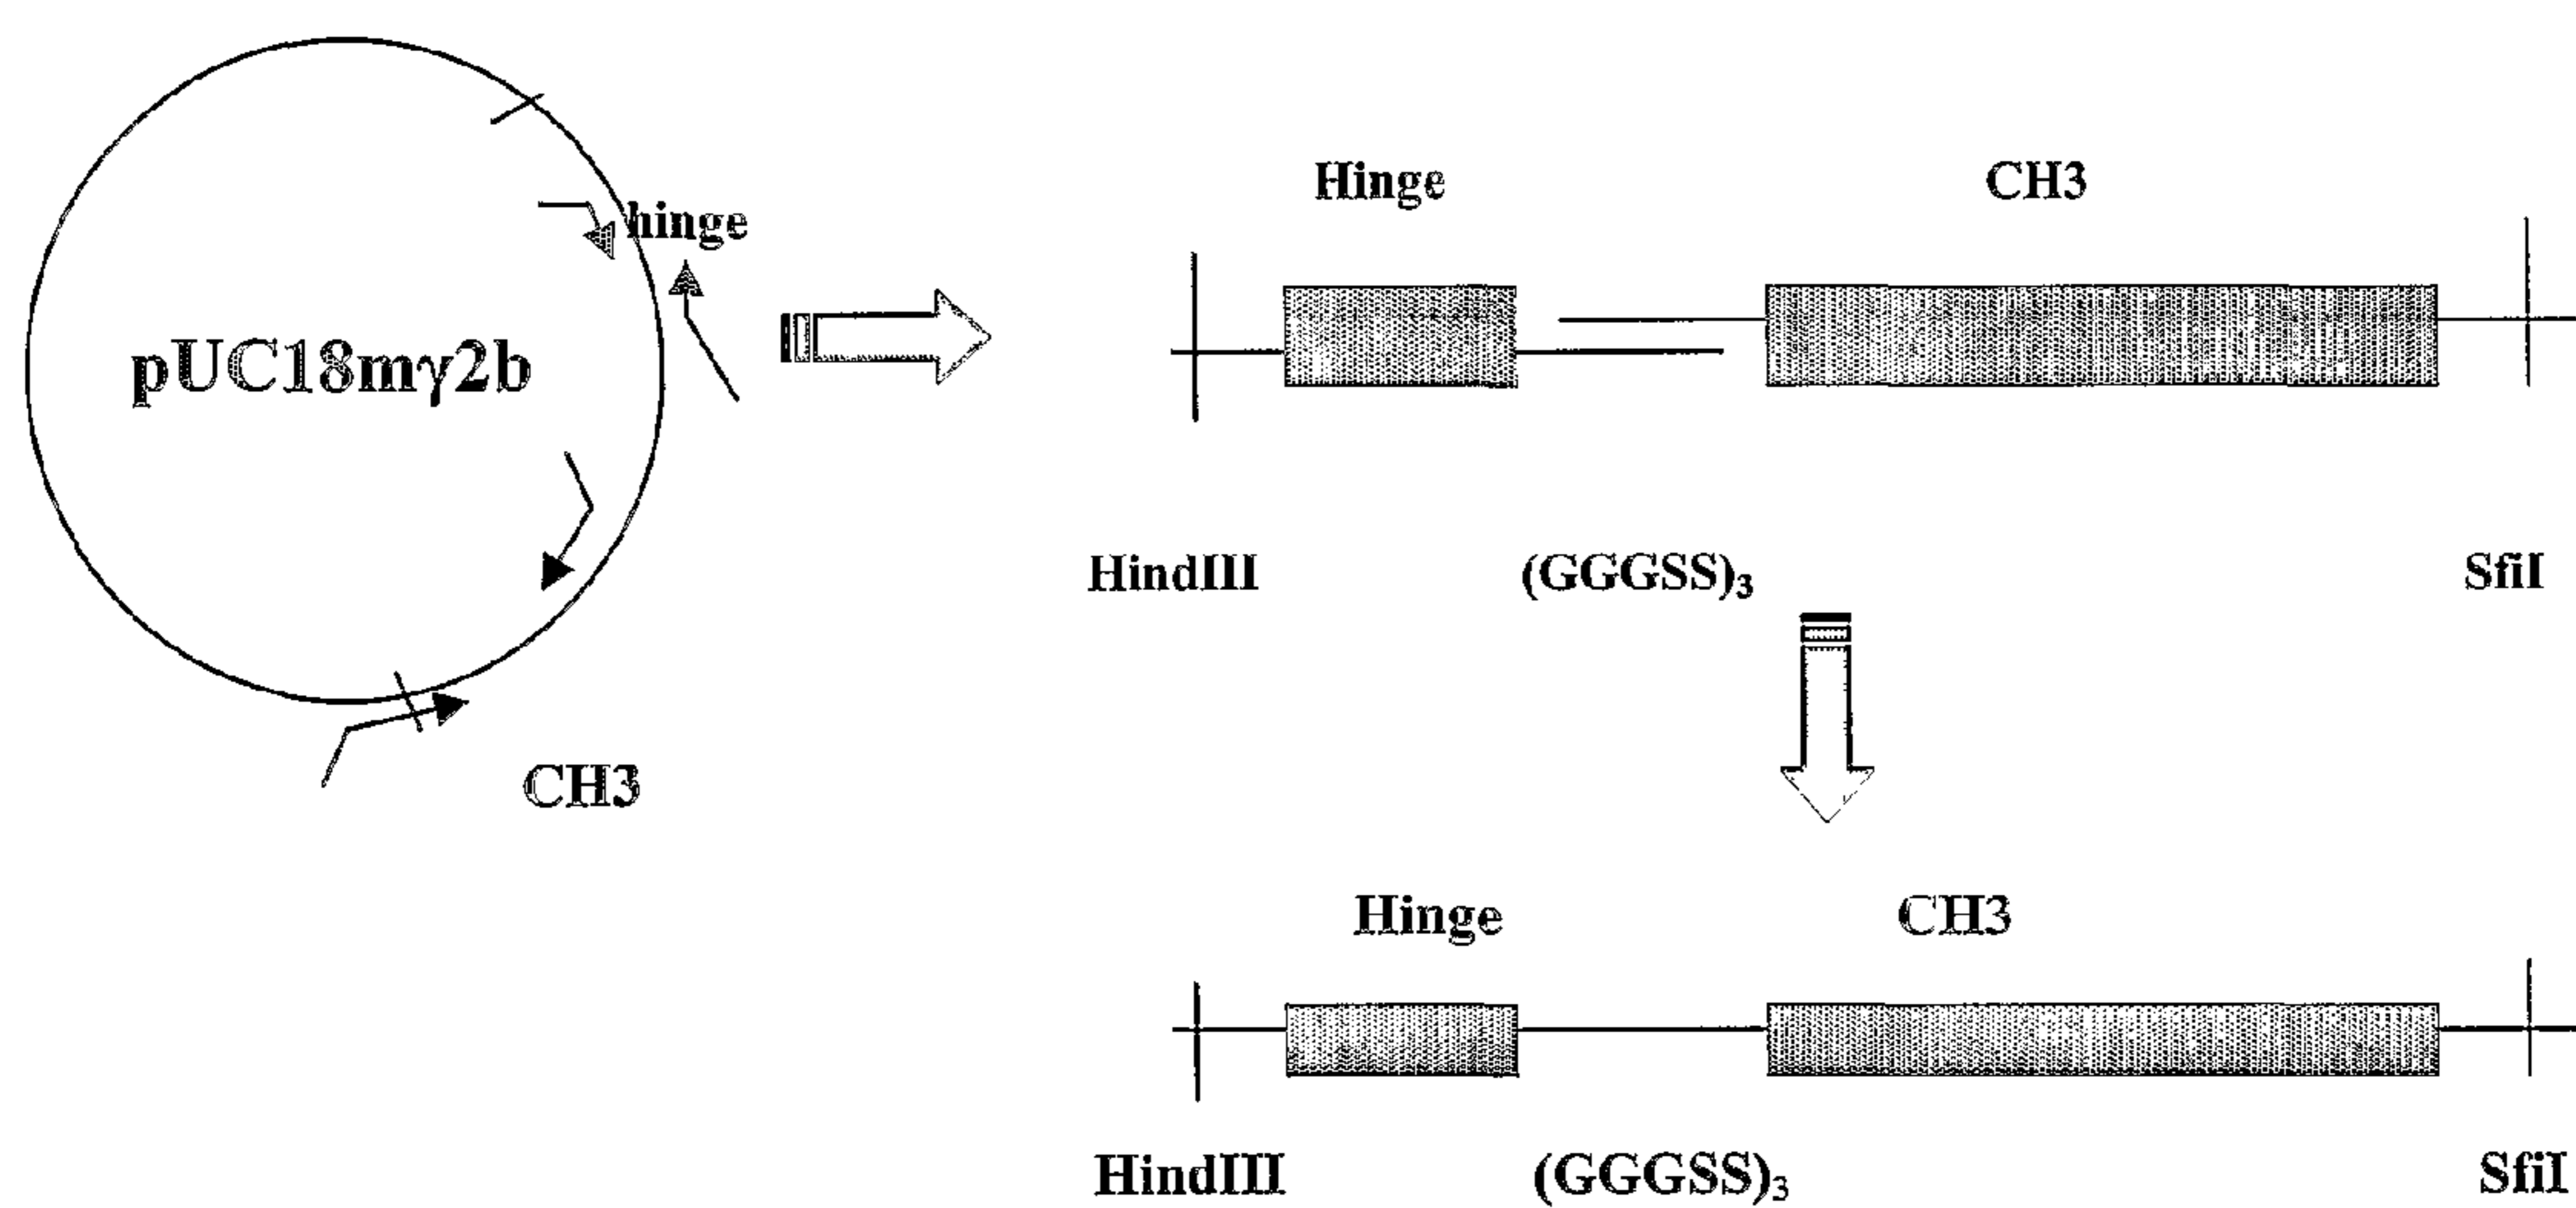 hinge
pUC18mγ2b
CH3
Hinge CH3
HindIII (GGGSS)₃ SfiI
Hinge CH3
HindIII (GGGSS)₃ SfiI